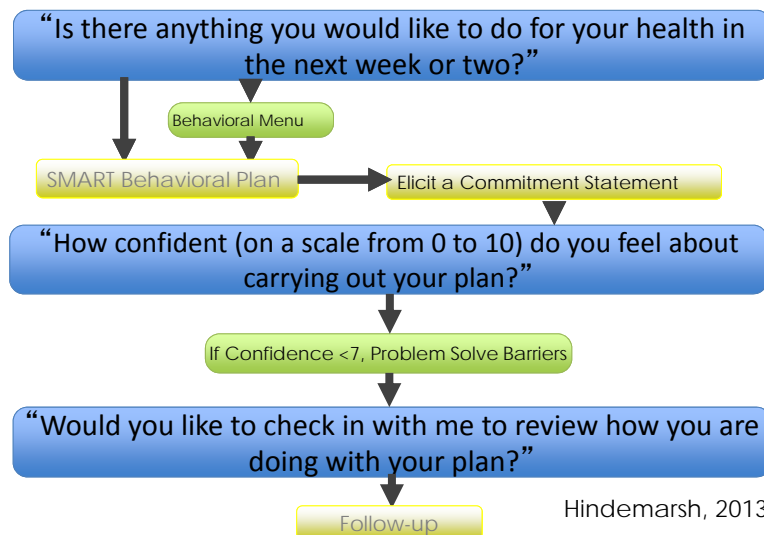 “Is there anything you would like to do for your health in
the next week or two?”
Behavioral Menu
SMART Behavioral Plan
Elicit a Commitment Statement
“How confident (on a scale from 0 to 10) do you feel about
carrying out your plan?”
If Confidence <7, Problem Solve Barriers
“Would you like to check in with me to review how you are
doing with your plan?”
Hindemarsh, 2013
Follow-up